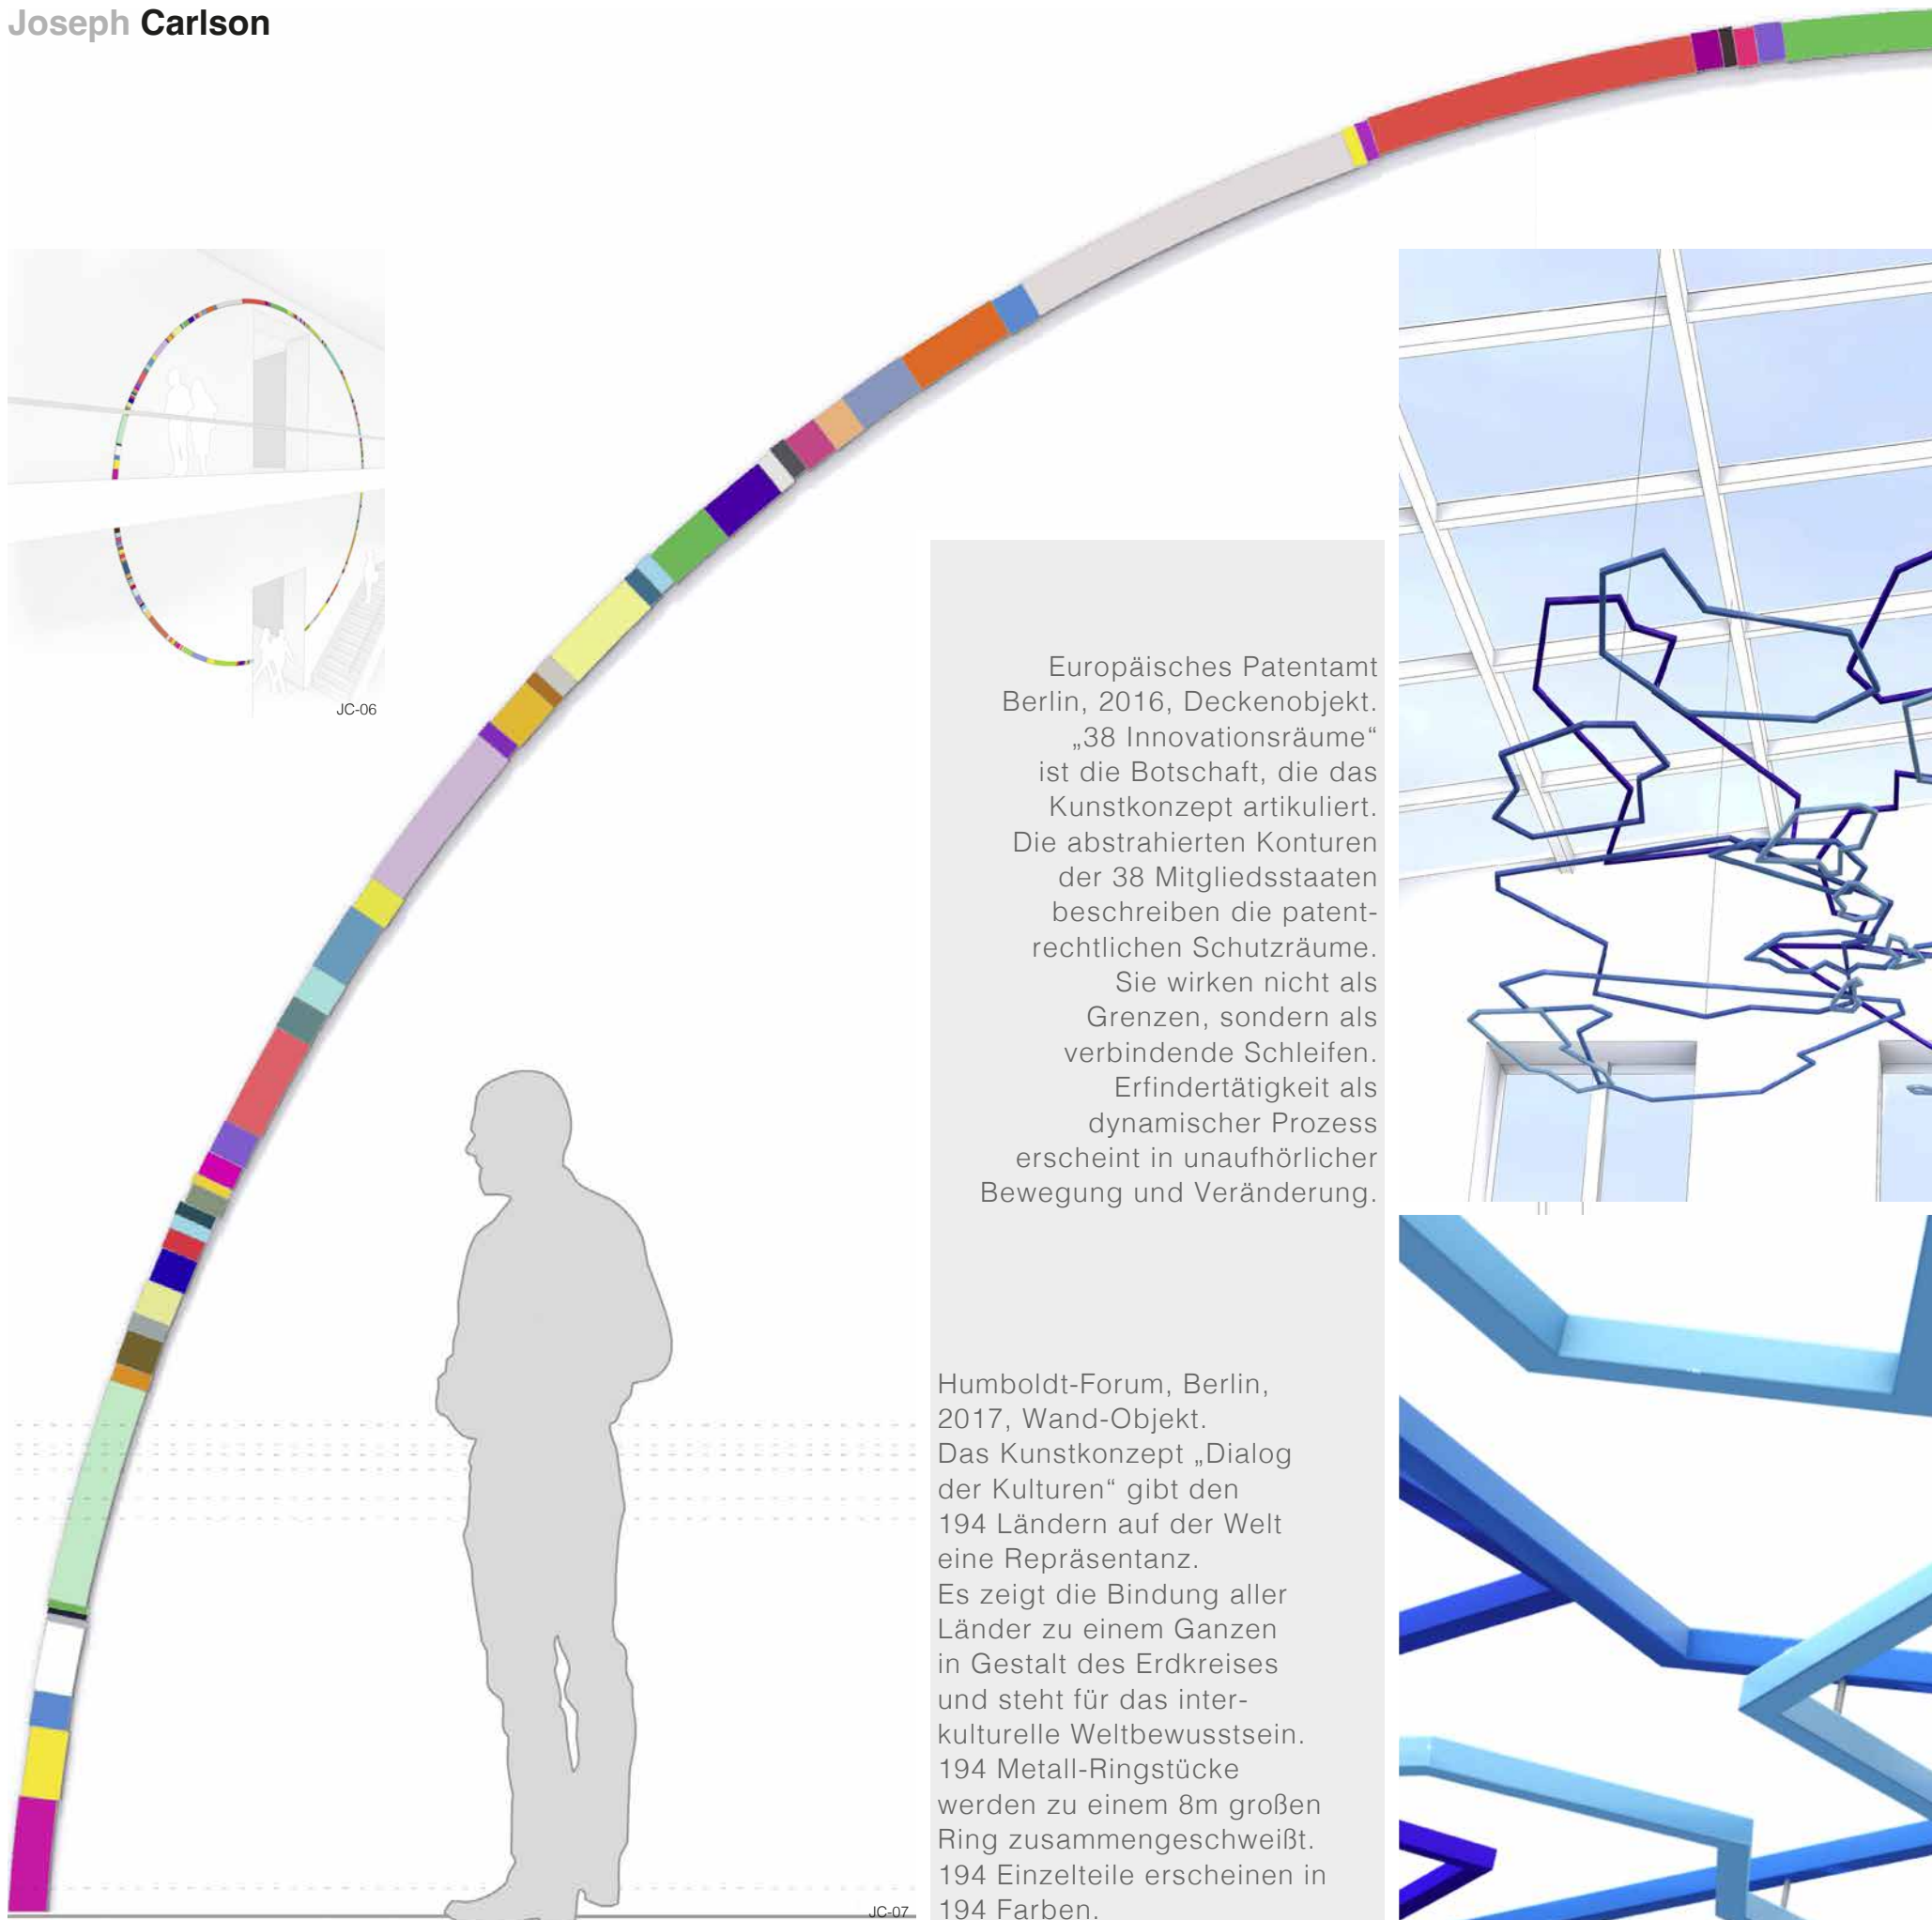 Joseph Carlson
JC-06
Europäisches Patentamt
Berlin, 2016, Deckenobjekt.
„38 Innovationsräume“
ist die Botschaft, die das
Kunstkonzept artikuliert.
Die abstrahierten Konturen
der 38 Mitgliedsstaaten
beschreiben die patent-
rechtlichen Schutzräume.
Sie wirken nicht als
Grenzen, sondern als
verbindende Schleifen.
Erfindertätigkeit als
dynamischer Prozess
erscheint in unaufhörlicher
Bewegung und Veränderung.
Humboldt-Forum, Berlin,
2017, Wand-Objekt.
Das Kunstkonzept „Dialog
der Kulturen“ gibt den
194 Ländern auf der Welt
eine Repräsentanz.
Es zeigt die Bindung aller
Länder zu einem Ganzen
in Gestalt des Erdkreises
und steht für das inter-
kulturelle Weltbewusstsein.
194 Metall-Ringstücke
werden zu einem 8m großen
Ring zusammengeschweißt.
194 Einzelteile erscheinen in
194 Farben.
JC-07